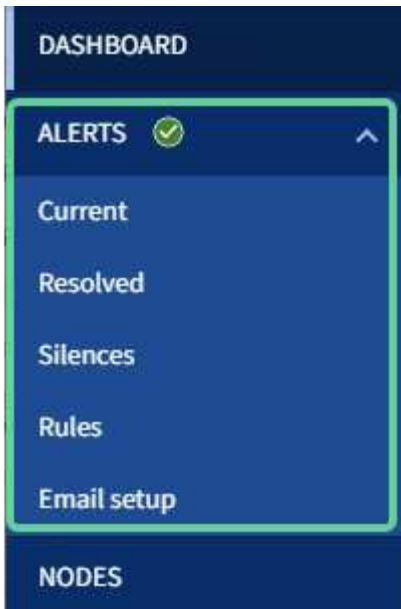 DASHBOARD
ALERTS
Current
Resolved
Silences
Rules
Email setup
NODES